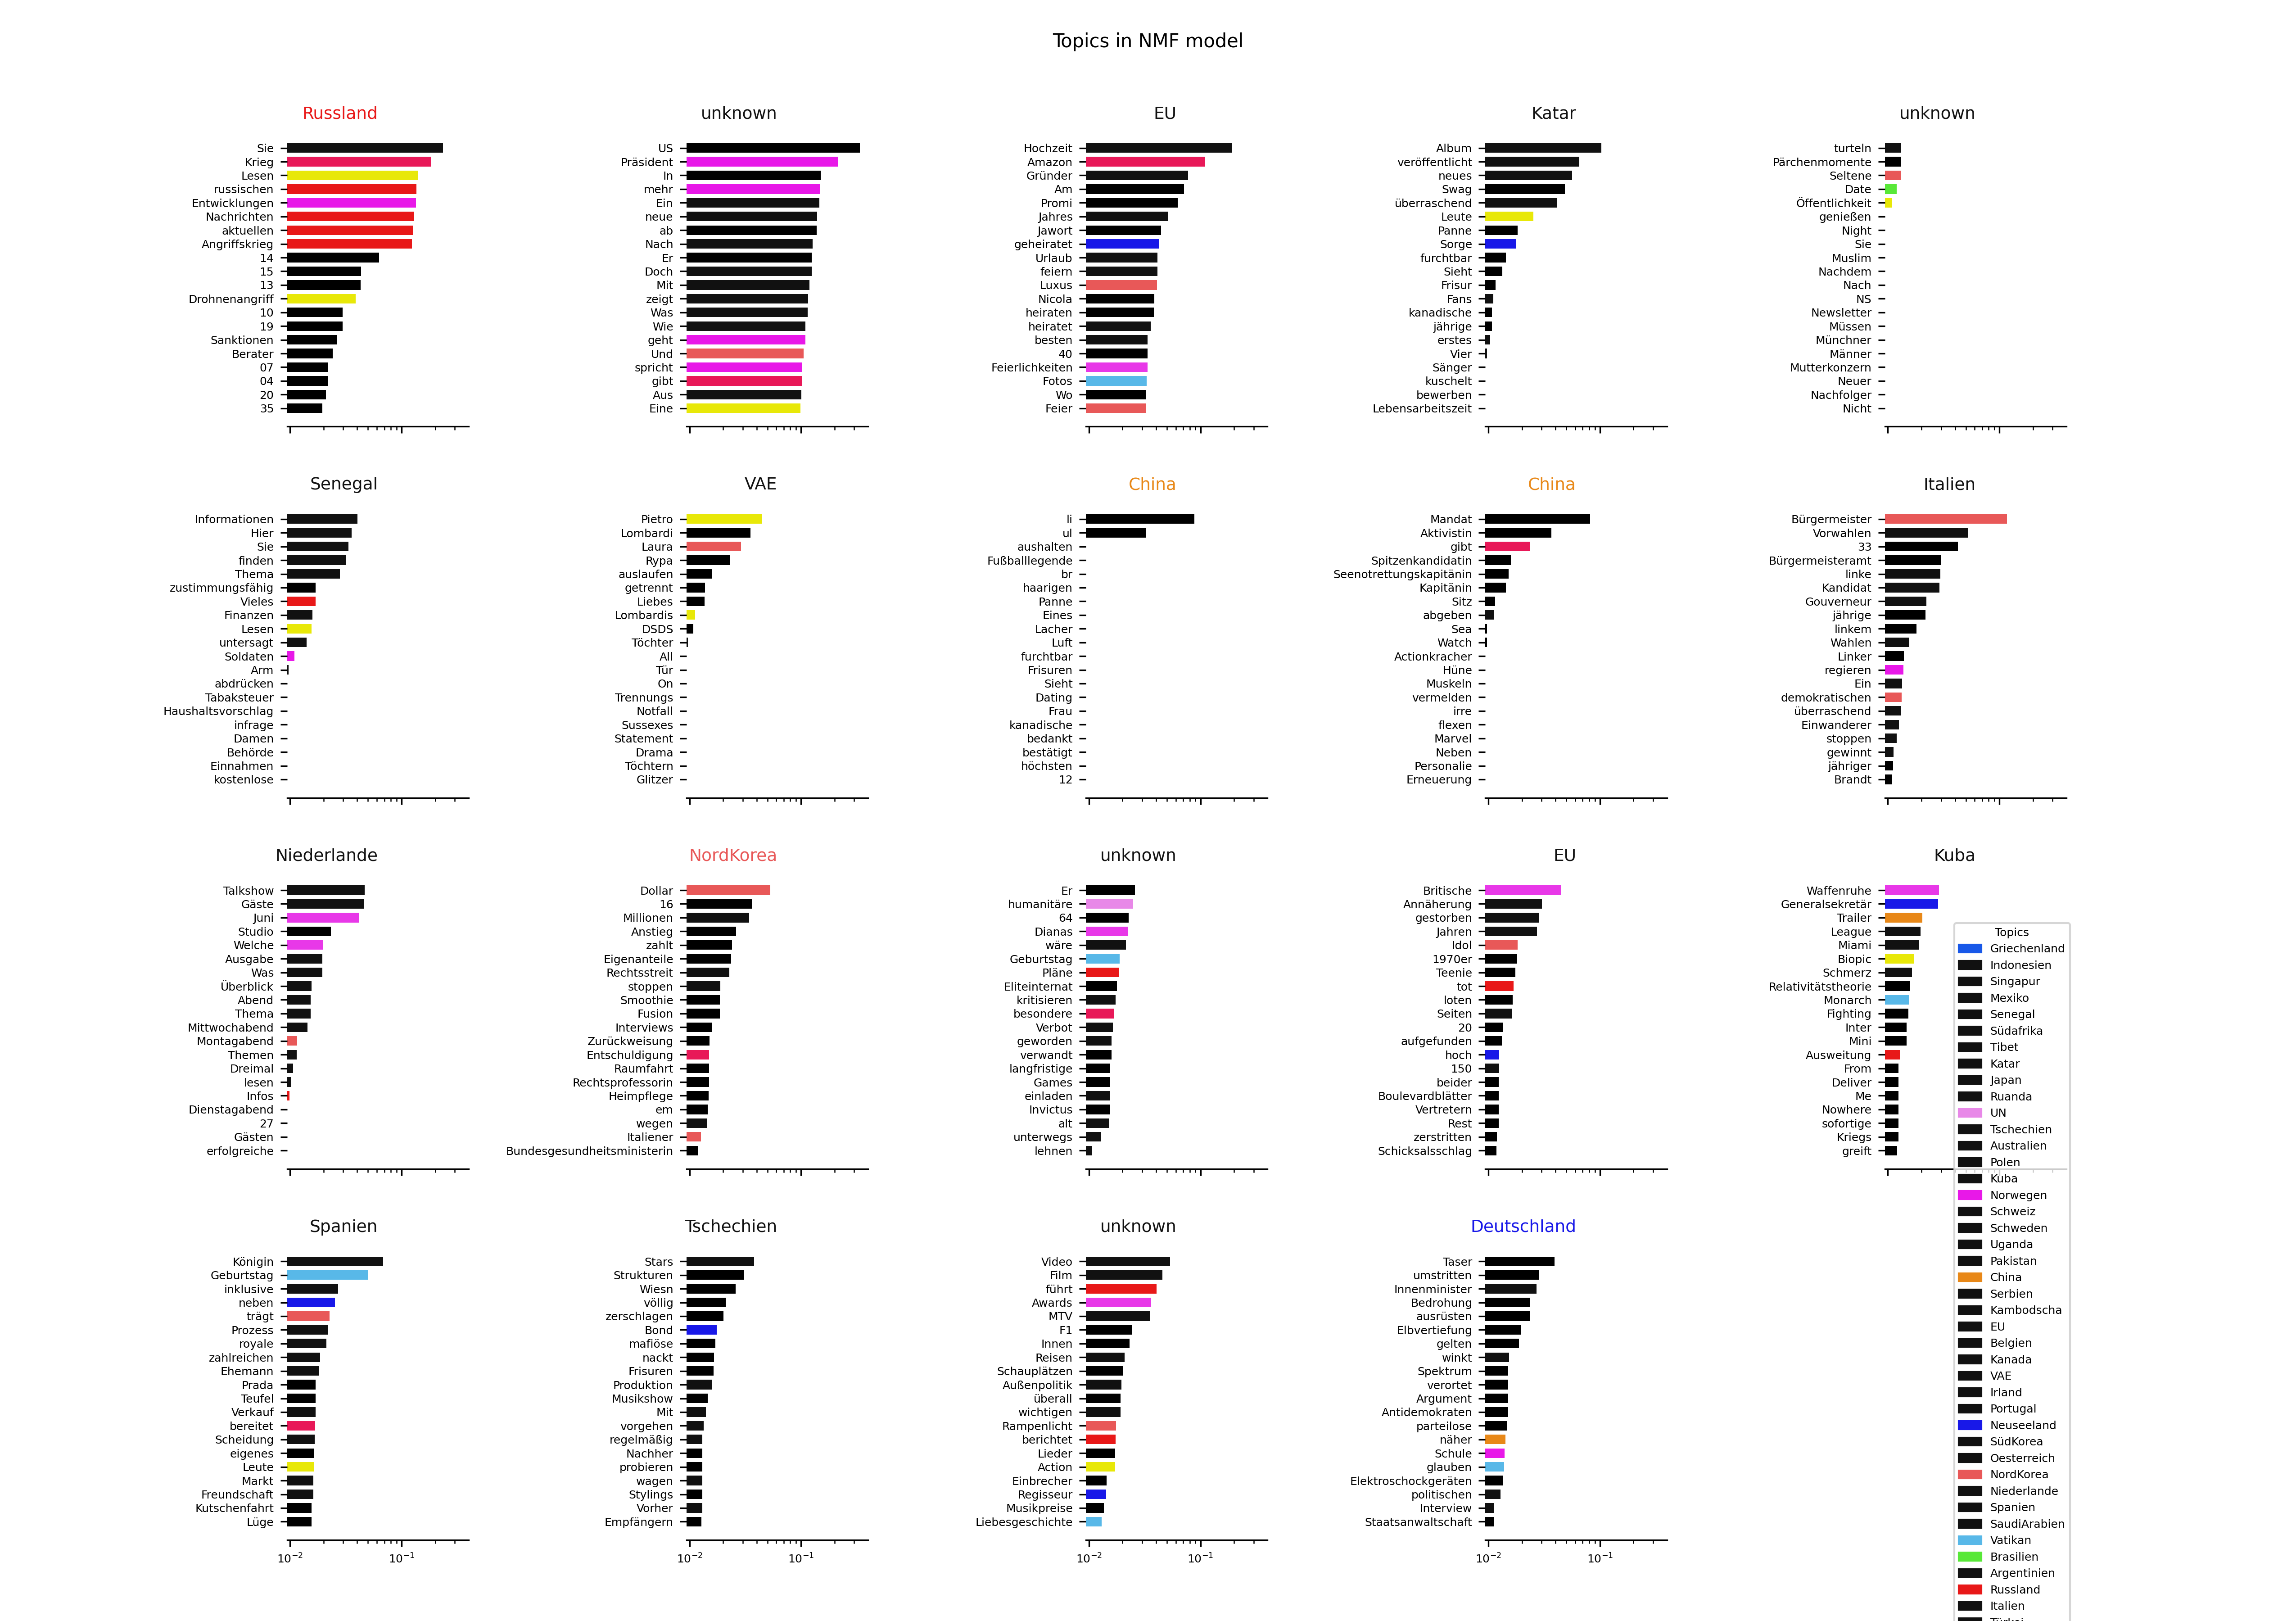 Topics in NMF model
Russland
Sie
Krieg
Lesen
russischen
Entwicklungen
Nachrichten
aktuellen
Angriffskrieg
14
15
13
Drohnenangriff
10
19
Sanktionen
Berater
07
04
20
35
unknown
US
Präsident
In
mehr
Ein
neue
ab
Nach
Er
Doch
Mit
zeigt
Was
Wie
geht
Und
spricht
gibt
Aus
Eine
EU
Hochzeit
Amazon
Gründer
Am
Promi
Jahres
Jawort
geheiratet
Urlaub
feiern
Luxus
Nicola
heiraten
heiratet
besten
40
Feierlichkeiten
Fotos
Wo
Feier
Katar
Album
veröffentlicht
neues
Swag
überraschend
Leute
Panne
Sorge
furchtbar
Sieht
Frisur
Fans
kanadische
jährige
erstes
Vier
Sänger
kuschelt
bewerben
Lebensarbeitszeit
unknown
turteln
Pärchenmomente
Seltene
Date
Öffentlichkeit
genießen
Night
Sie
Muslim
Nachdem
Nach
NS
Newsletter
Müssen
Münchner
Männer
Mutterkonzern
Neuer
Nachfolger
Nicht
Senegal
Informationen
Hier
Sie
finden
Thema
zustimmungsfähig
Vieles
Finanzen
Lesen
untersagt
Soldaten
Arm
abdrücken
Tabaksteuer
Haushaltsvorschlag
infrage
Damen
Behörde
Einnahmen
kostenlose
VAE
Pietro
Lombardi
Laura
Rypa
auslaufen
getrennt
Liebes
Lombardis
DSDS
Töchter
All
Tür
On
Trennungs
Notfall
Sussexes
Statement
Drama
Töchtern
Glitzer
China
li
ul
aushalten
Fußballlegende
br
haarigen
Panne
Eines
Lacher
Luft
furchtbar
Frisuren
Sieht
Dating
Frau
kanadische
bedankt
bestätigt
höchsten
12
China
Mandat
Aktivistin
gibt
Spitzenkandidatin
Seenotrettungskapitänin
Kapitänin
Sitz
abgeben
Sea
Watch
Actionkracher
Hüne
Muskeln
vermelden
irre
flexen
Marvel
Neben
Personalie
Erneuerung
Italien
Bürgermeister
Vorwahlen
33
Bürgermeisteramt
linke
Kandidat
Gouverneur
jährige
linkem
Wahlen
Linker
regieren
Ein
demokratischen
überraschend
Einwanderer
stoppen
gewinnt
jähriger
Brandt
Niederlande
Talkshow
Gäste
Juni
Studio
Welche
Ausgabe
Was
Überblick
Abend
Thema
Mittwochabend
Montagabend
Themen
Dreimal
lesen
Infos
Dienstagabend
27
Gästen
erfolgreiche
NordKorea
Dollar
16
Millionen
Anstieg
zahlt
Eigenanteile
Rechtsstreit
stoppen
Smoothie
Fusion
Interviews
Zurückweisung
Entschuldigung
Raumfahrt
Rechtsprofessorin
Heimpflege
em
wegen
Italiener
Bundesgesundheitsministerin
unknown
Er
humanitäre
64
Dianas
wäre
Geburtstag
Pläne
Eliteinternat
kritisieren
besondere
Verbot
geworden
verwandt
langfristige
Games
einladen
Invictus
alt
unterwegs
lehnen
EU
Britische
Annäherung
gestorben
Jahren
Idol
1970er
Teenie
tot
loten
Seiten
20
aufgefunden
hoch
150
beider
Boulevardblätter
Vertretern
Rest
zerstritten
Schicksalsschlag
Kuba
Waffenruhe
Generalsekretär
Trailer
League
Miami
Biopic
Schmerz
Relativitätstheorie
Monarch
Fighting
Inter
Mini
Ausweitung
From
Deliver
Me
Nowhere
sofortige
Kriegs
greift
Spanien
Königin
Geburtstag
inklusive
neben
trägt
Prozess
royale
zahlreichen
Ehemann
Prada
Teufel
Verkauf
bereitet
Scheidung
eigenes
Leute
Markt
Freundschaft
Kutschenfahrt
Lüge
10⁻² 10⁻¹
Tschechien
Stars
Strukturen
Wiesn
völlig
zerschlagen
Bond
mafiöse
nackt
Frisuren
Produktion
Musikshow
Mit
vorgehen
regelmäßig
Nachher
probieren
wagen
Stylings
Vorher
Empfängern
10⁻² 10⁻¹
unknown
Video
Film
führt
Awards
MTV
F1
Innen
Reisen
Schauplätzen
Außenpolitik
überall
wichtigen
Rampenlicht
berichtet
Lieder
Action
Einbrecher
Regisseur
Musikpreise
Liebesgeschichte
10⁻² 10⁻¹
Deutschland
Taser
umstritten
Innenminister
Bedrohung
ausrüsten
Elbvertiefung
gelten
winkt
Spektrum
verortet
Argument
Antidemokraten
parteilose
näher
Schule
glauben
Elektroschockgeräten
politischen
Interview
Staatsanwaltschaft
10⁻² 10⁻¹
Topics
Griechenland
Indonesien
Singapur
Mexiko
Senegal
Südafrika
Tibet
Katar
Japan
Ruanda
UN
Tschechien
Australien
Polen
Kuba
Norwegen
Schweiz
Schweden
Uganda
Pakistan
China
Serbien
Kambodscha
EU
Belgien
Kanada
VAE
Irland
Portugal
Neuseeland
SüdKorea
Oesterreich
NordKorea
Niederlande
Spanien
SaudiArabien
Vatikan
Brasilien
Argentinien
Russland
Italien